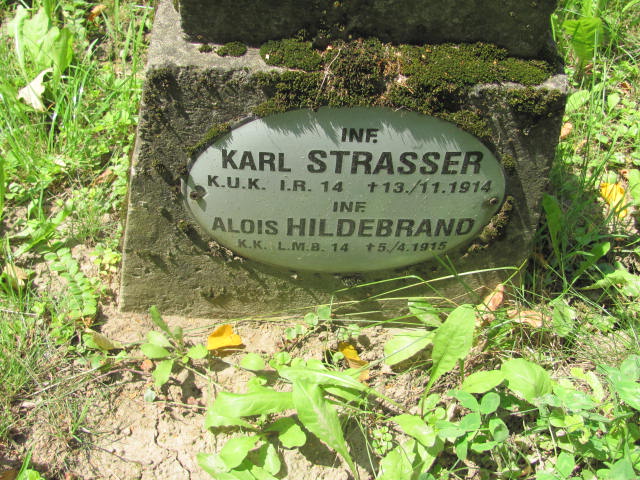 INF.
KARL STRASSER
K.U.K. I.R. 14 ✝13./11.1914
INF.
ALOIS HILDEBRAND
K.K. L.M.B. 14 ✝5./4.1915